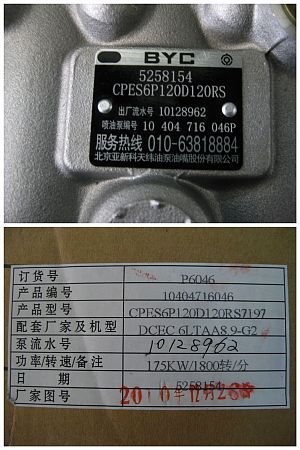 BYC
5258154
CPES6P120D120RS
出厂流水号 10128962
喷油泵编号 10 404 716 046P
服务热线 010-63818884
北京亚新科天纬油泵油嘴股份有限公司
订货号 P6046
产品编号 10404716046
产品型号 CPES6P120D120RS7197
配套厂家及机型 DCEC 6LTAA8.9-G2
泵流水号 10128962
功率/转速/备注 175KW/1800转/分
日期 5258154
厂家图号 2010年12月26日